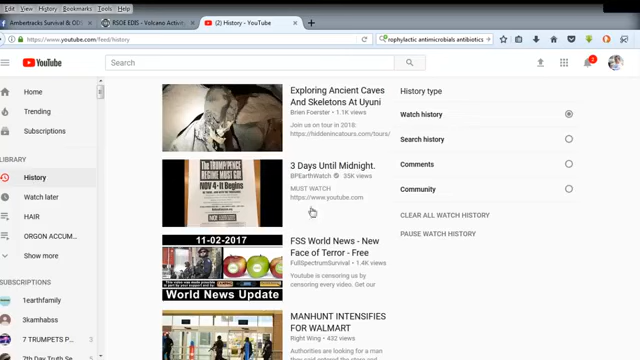 Edit View History Bookmarks Tools Help
Ambertracks Survival & OD
RSOE EDIS - Volcano Activity
(2) History - YouTube
https://www.youtube.com/feed/history
rophylactic antimicrobials antibiotics
YouTube
Search
2
Home
Trending
Subscriptions
LIBRARY
History
Watch later
HAIR
ORGON ACCUM...
Show more
SUBSCRIPTIONS
1earthfamily
3kamhabss
7 TRUMPETS P...
7th Day Truth Se
Exploring Ancient Caves
And Skeletons At Uyuni
Brien Foerster • 1.1K views
Join us on tour in 2018:
https://hiddenincatours.com/tours/
THE TRUMP/PENCE
REGIME MUST GO!
NOV 4 - It Begins
3 Days Until Midnight.
BPEarthWatch 35K views
MUST WATCH
https://www.youtube.com
11-02-2017
World News Update
FSS World News - New
Face of Terror - Free
FullSpectrumSurvival • 1.4K views
Youtube is censoring us by
censoring every video. Get our
MANHUNT INTENSIFIES
FOR WALMART
Right Wing • 432 views
Authorities are looking for a man
History type
Watch history
Search history
Comments
Community
CLEAR ALL WATCH HISTORY
PAUSE WATCH HISTORY